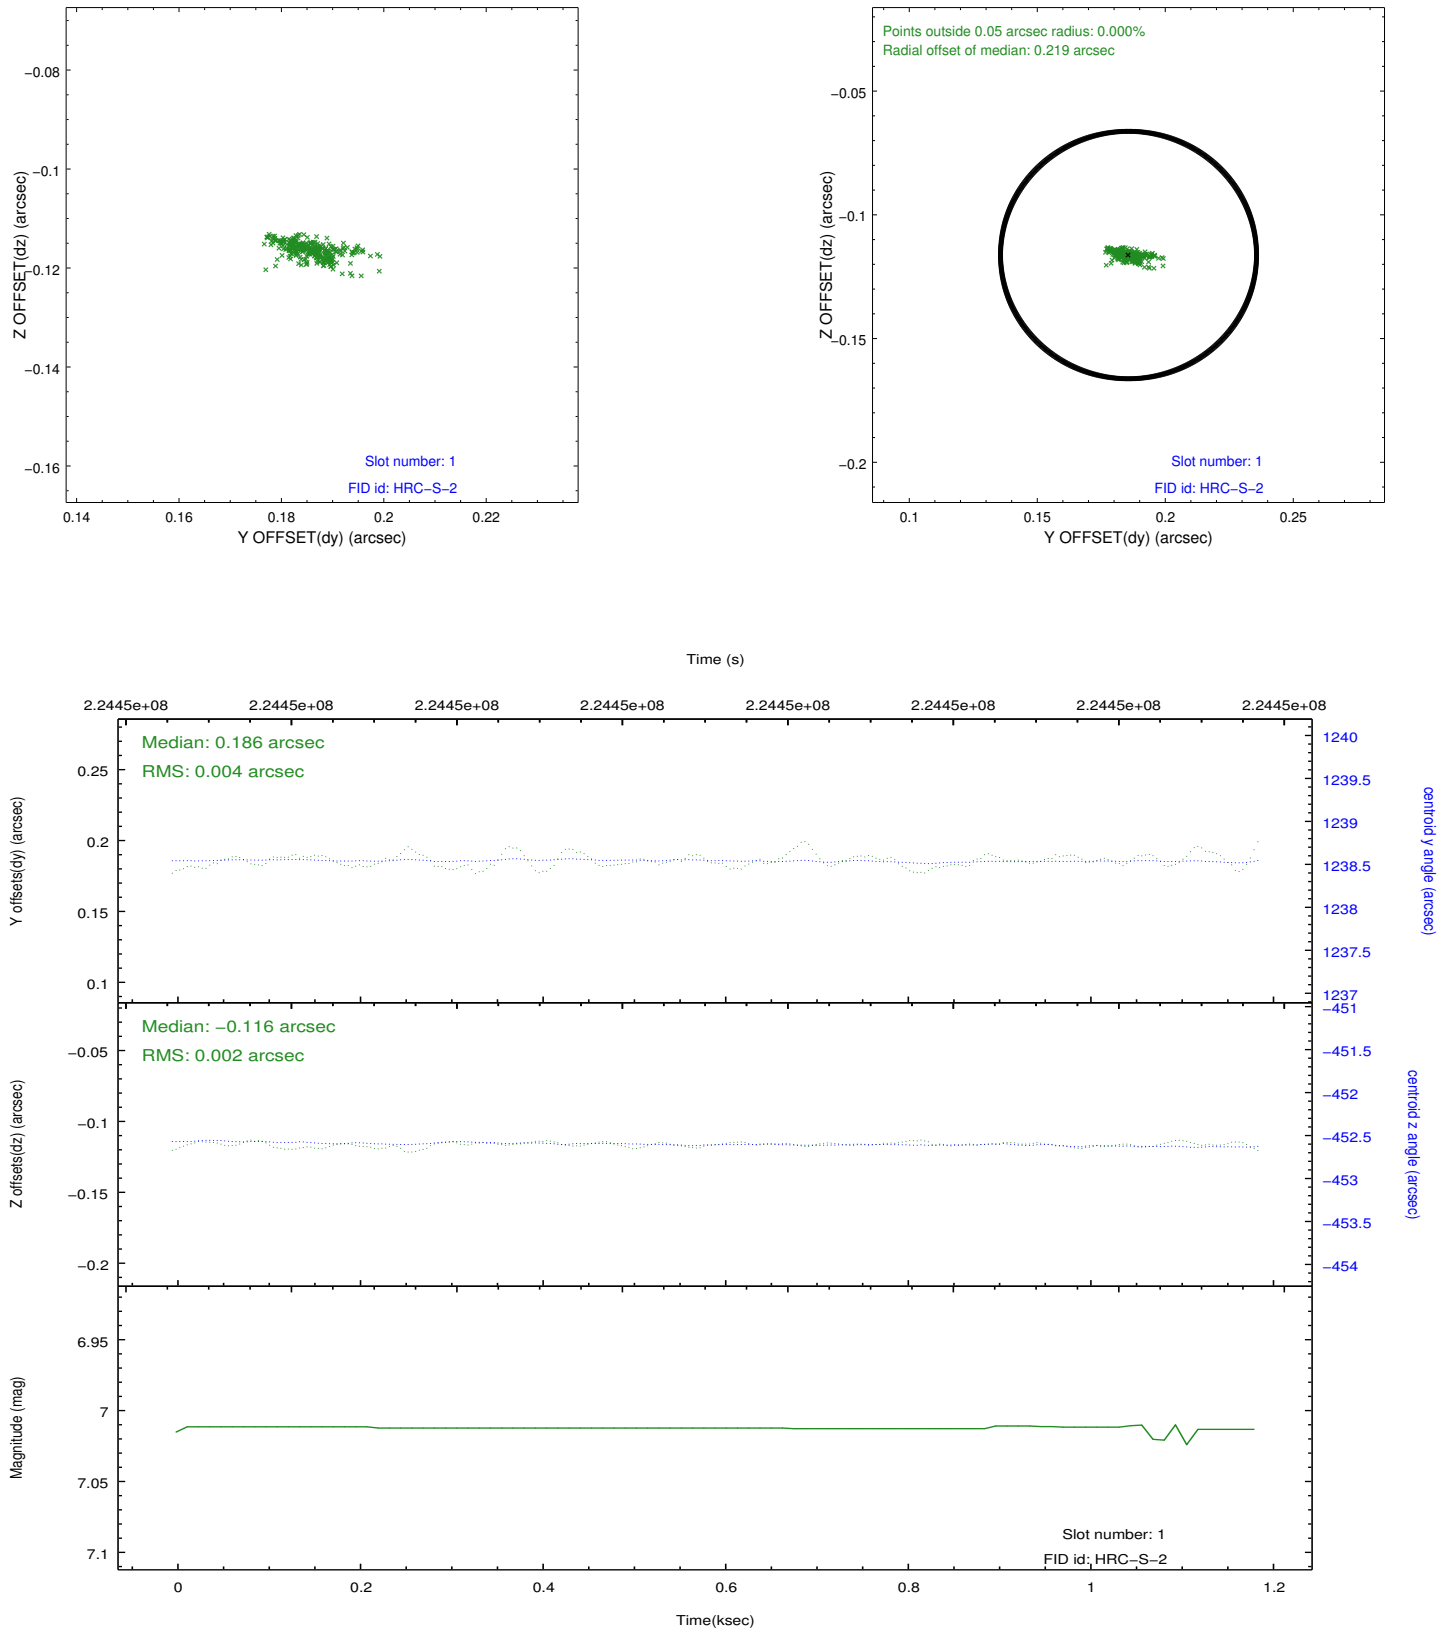 −0.08
−0.1
−0.12
−0.14
−0.16
Z OFFSET(dz) (arcsec)
Slot number: 1
FID id: HRC−S−2
0.14 0.16 0.18 0.2 0.22
Y OFFSET(dy) (arcsec)
Points outside 0.05 arcsec radius: 0.000%
Radial offset of median: 0.219 arcsec
−0.05
−0.1
−0.15
−0.2
Z OFFSET(dz) (arcsec)
Slot number: 1
FID id: HRC−S−2
0.1 0.15 0.2 0.25
Y OFFSET(dy) (arcsec)
Time (s)
2.2445e+08 2.2445e+08 2.2445e+08 2.2445e+08 2.2445e+08 2.2445e+08 2.2445e+08 2.2445e+08
Median: 0.186 arcsec
RMS: 0.004 arcsec
0.25
0.2
0.15
0.1
Y offsets(dy) (arcsec)
1240
1239.5
1239
1238.5
1238
1237.5
1237
centroid y angle (arcsec)
Median: −0.116 arcsec
RMS: 0.002 arcsec
−0.05
−0.1
−0.15
−0.2
Z offsets(dz) (arcsec)
−451
−451.5
−452
−452.5
−453
−453.5
−454
centroid z angle (arcsec)
6.95
7
7.05
7.1
Magnitude (mag)
Slot number: 1
FID id: HRC−S−2
0 0.2 0.4 0.6 0.8 1 1.2
Time(ksec)